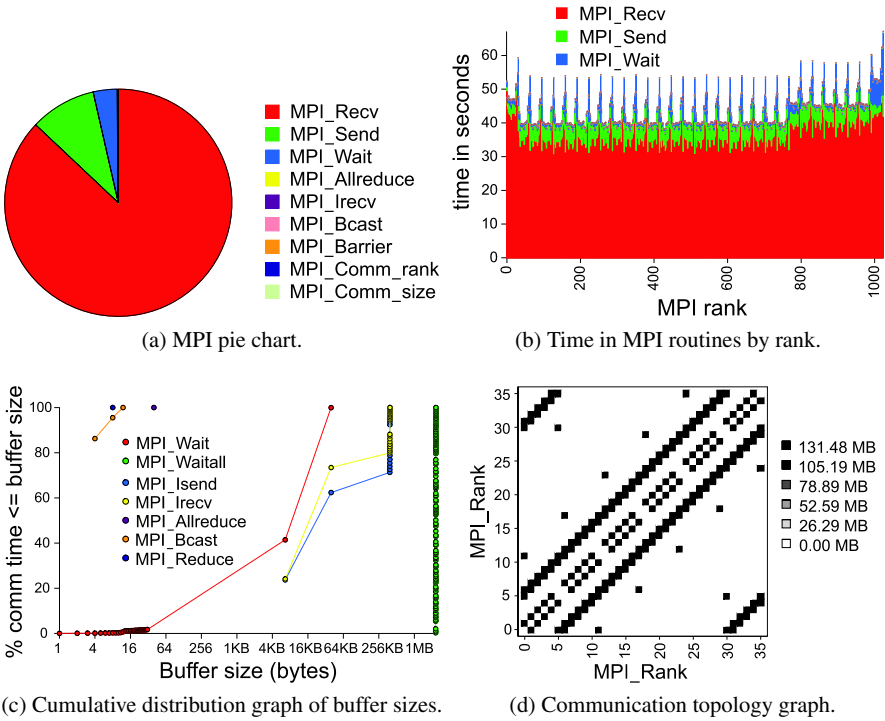 MPI_Recv
MPI_Send
MPI_Wait
MPI_Allreduce
MPI_Irecv
MPI_Bcast
MPI_Barrier
MPI_Comm_rank
MPI_Comm_size
(a) MPI pie chart.
MPI_Recv
MPI_Send
MPI_Wait
time in seconds
60
50
40
30
20
10
0
0 200 400 600 800 1000
MPI rank
(b) Time in MPI routines by rank.
% comm time <= buffer size
100
80
60
40
20
0
MPI_Wait
MPI_Waitall
MPI_Isend
MPI_Irecv
MPI_Allreduce
MPI_Bcast
MPI_Reduce
1 4 16 64 256 1KB 4KB 16KB 64KB 256KB 1MB
Buffer size (bytes)
(c) Cumulative distribution graph of buffer sizes.
MPI_Rank
35
30
25
20
15
10
5
0
0 5 10 15 20 25 30 35
MPI_Rank
131.48 MB
105.19 MB
78.89 MB
52.59 MB
26.29 MB
0.00 MB
(d) Communication topology graph.